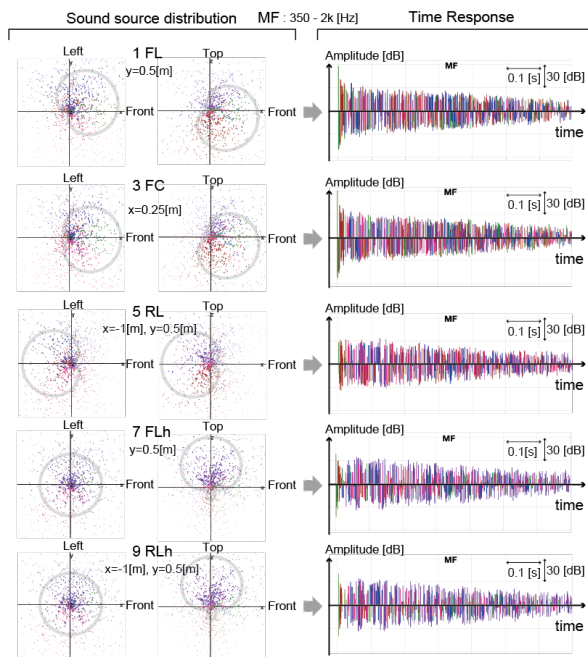 Sound source distribution MF : 350 - 2k [Hz] Time Response
Left 1 FL Top Amplitude [dB]
y y=0.5[m] z MF
0.1 [s] 30 [dB]
x Front x Front time
Left 3 FC Top Amplitude [dB]
y x=0.25[m] z MF
0.1 [s] 30 [dB]
x Front x Front time
Left 5 RL Top Amplitude [dB]
y x=-1[m], y=0.5[m] z MF
0.1 [s] 30 [dB]
x Front x Front time
Left 7 FLh Top Amplitude [dB]
y y=0.5[m] z MF
0.1[s] 30 [dB]
x Front x Front time
Left 9 RLh Top Amplitude [dB]
y x=-1[m], y=0.5[m] z MF
0.1 [s] 30 [dB]
x Front x Front time